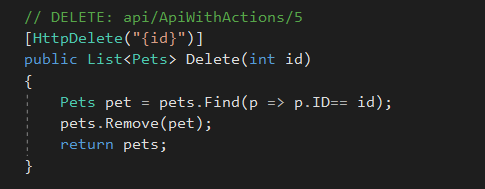 // DELETE: api/ApiWithActions/5
[HttpDelete("{id}")]
public List<Pets> Delete(int id)
{
Pets pet = pets.Find(p => p.ID== id);
pets.Remove(pet);
return pets;
}